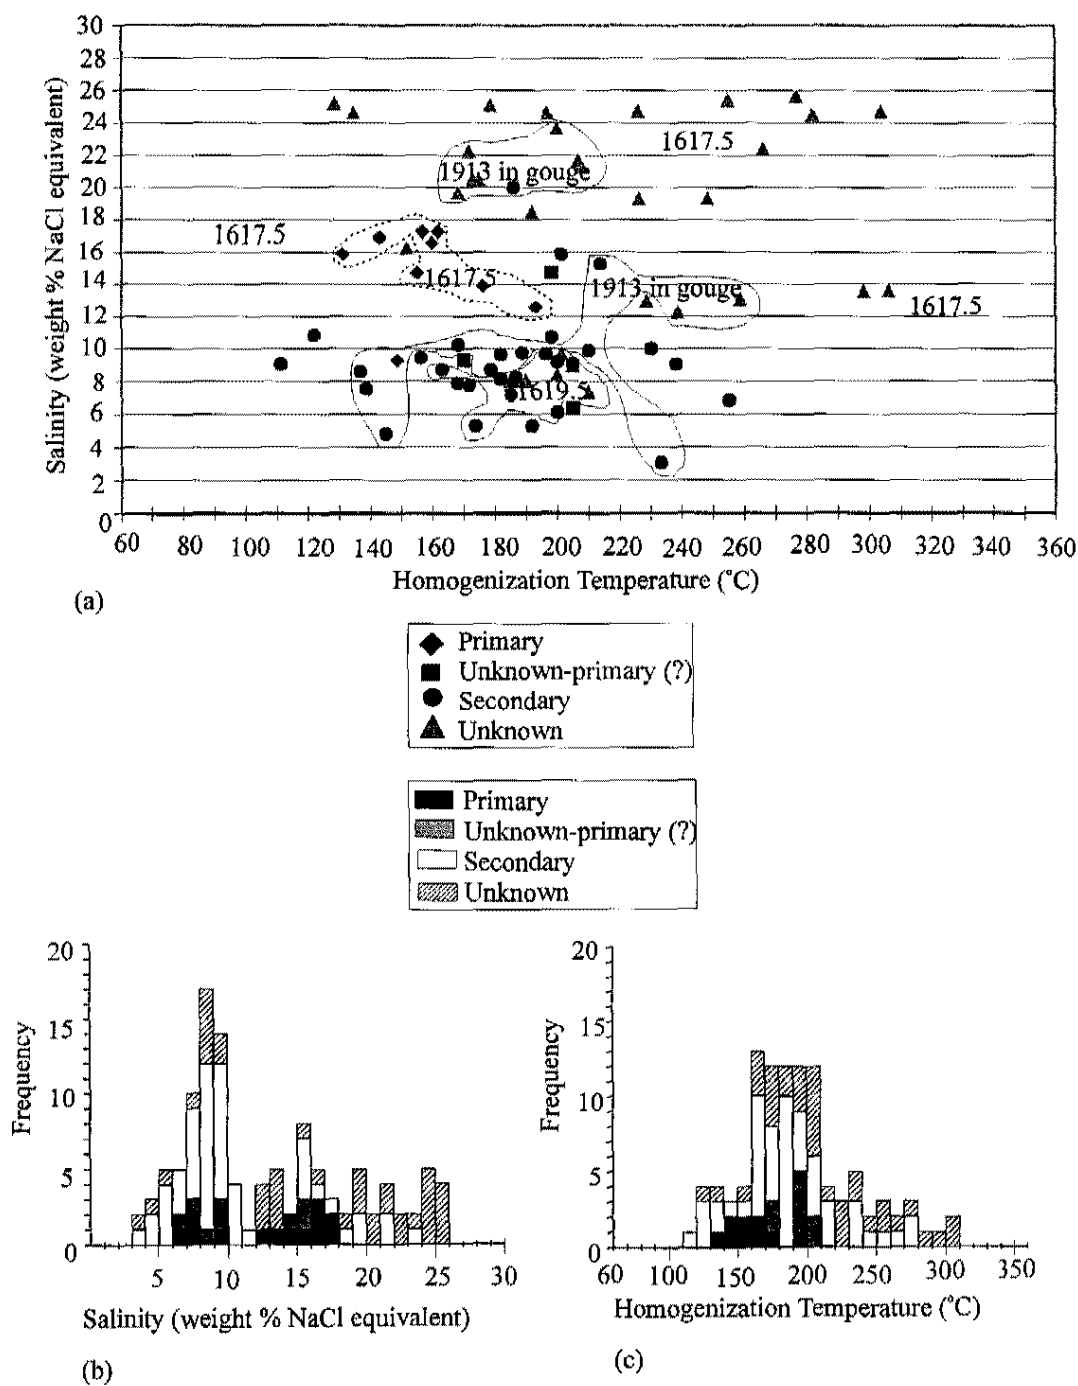 30
28
26
24
22
20
18
16
14
12
10
8
6
4
2
0
Salinity (weight % NaCl equivalent)
1617.5
1913 in gouge
1617.5
1617.5
1913 in gouge
1617.5
1619.5
60 80 100 120 140 160 180 200 220 240 260 280 300 320 340 360
Homogenization Temperature (°C)
(a)
Primary
Unknown-primary (?)
Secondary
Unknown
Primary
Unknown-primary (?)
Secondary
Unknown
20
15
10
5
0
Frequency
5 10 15 20 25 30
Salinity (weight % NaCl equivalent)
(b)
20
15
10
5
0
Frequency
60 100 150 200 250 300 350
Homogenization Temperature (°C)
(c)